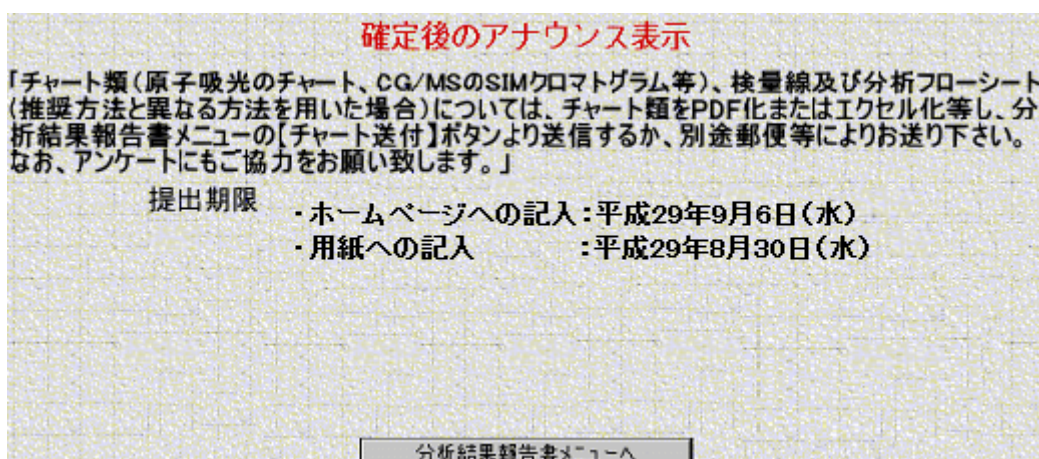 確定後のアナウンス表示
「チャート類(原子吸光のチャート、CG/MSのSIMクロマトグラム等)、検量線及び分析フローシート
(推奨方法と異なる方法を用いた場合)については、チャート類をPDF化またはエクセル化等し、分
析結果報告書メニューの【チャート送付】ボタンより送信するか、別途郵便等によりお送り下さい。
なお、アンケートにもご協力をお願い致します。」
提出期限
・ホームページへの記入：平成29年9月6日(水)
・用紙への記入　　　　：平成29年8月30日(水)
分析結果報告書メニューへ